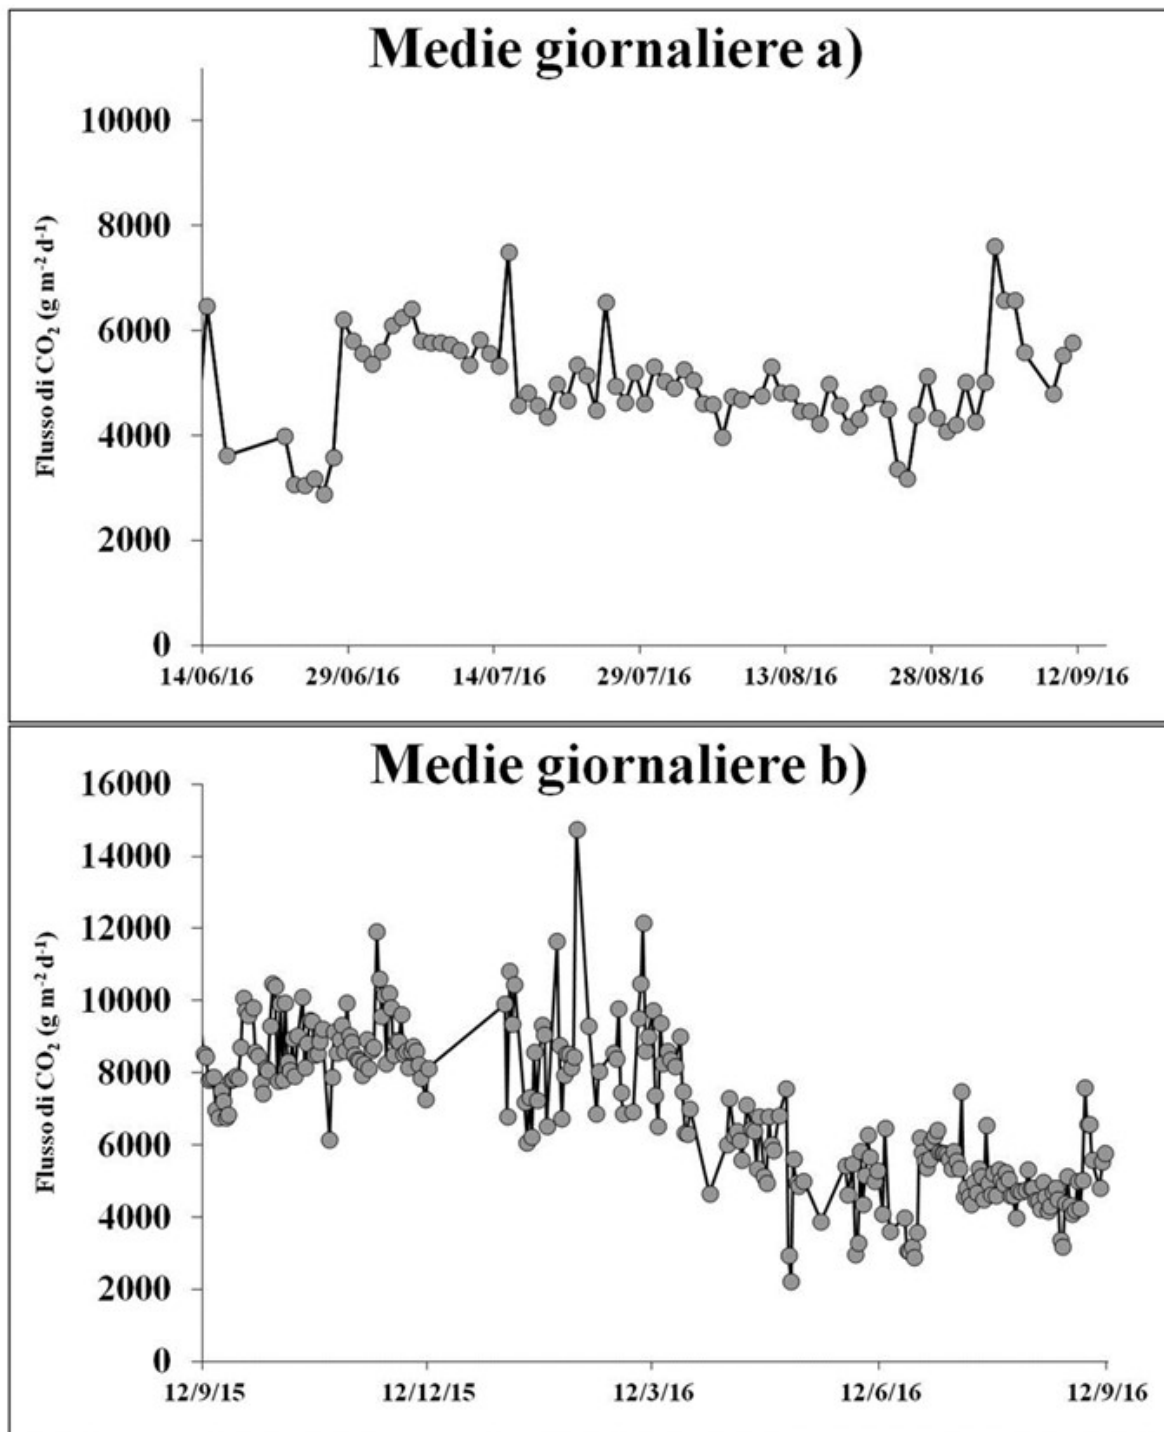 Medie giornaliere a)
10000
8000
6000
4000
2000
0
Flusso di CO₂ (g m⁻² d⁻¹)
14/06/16 29/06/16 14/07/16 29/07/16 13/08/16 28/08/16 12/09/16
Medie giornaliere b)
16000
14000
12000
10000
8000
6000
4000
2000
0
Flusso di CO₂ (g m⁻² d⁻¹)
12/9/15 12/12/15 12/3/16 12/6/16 12/9/16